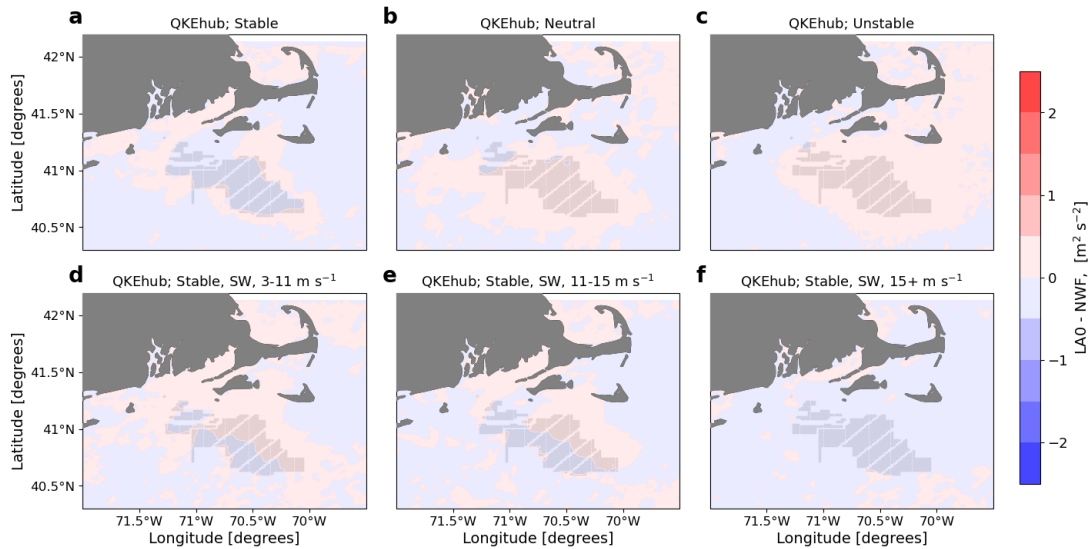 a QKEhub; Stable
b QKEhub; Neutral
c QKEhub; Unstable
42°N
41.5°N
41°N
40.5°N
Latitude [degrees]
d QKEhub; Stable, SW, 3-11 m s⁻¹
e QKEhub; Stable, SW, 11-15 m s⁻¹
f QKEhub; Stable, SW, 15+ m s⁻¹
42°N
41.5°N
41°N
40.5°N
Latitude [degrees]
71.5°W 71°W 70.5°W 70°W
71.5°W 71°W 70.5°W 70°W
71.5°W 71°W 70.5°W 70°W
Longitude [degrees]
Longitude [degrees]
Longitude [degrees]
2
1
0
−1
−2
LA0 - NWF, [m² s⁻²]